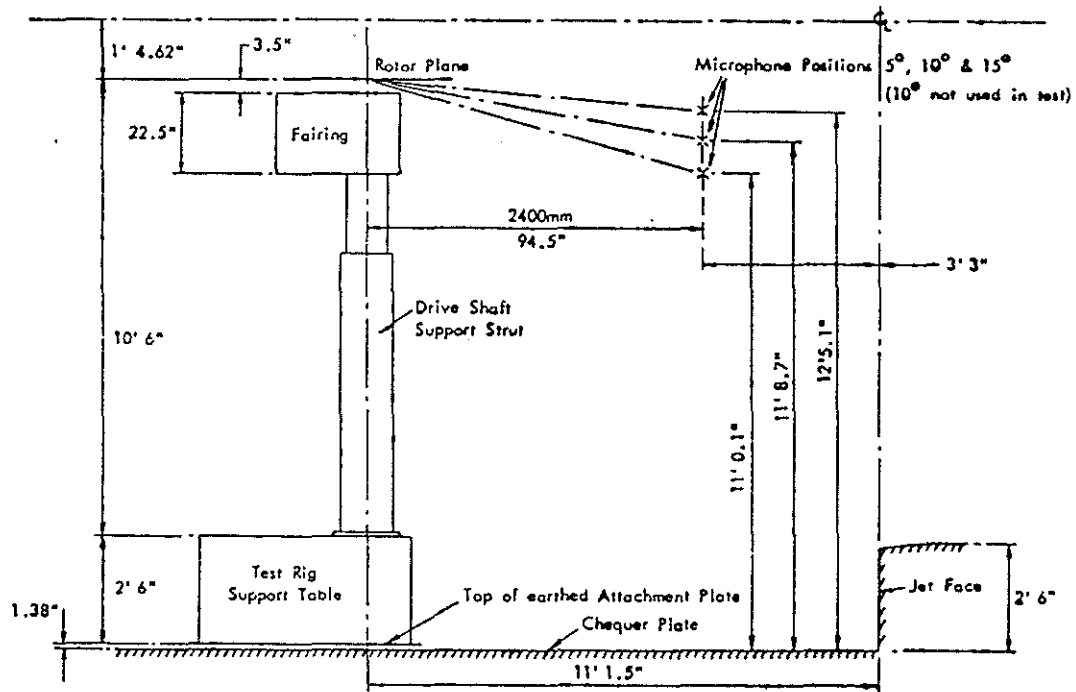 ℄
1' 4.62"
3.5"
Rotor Plane
Microphone Positions 5°, 10° & 15°
(10° not used in test)
22.5"
Fairing
2400mm
94.5"
3' 3"
Drive Shaft
Support Strut
10' 6"
11' 0.1"
11' 8.7"
12' 5.1"
Test Rig
Support Table
2' 6"
1.38"
Top of earthed Attachment Plate
Chequer Plate
Jet Face
2' 6"
11' 1.5"